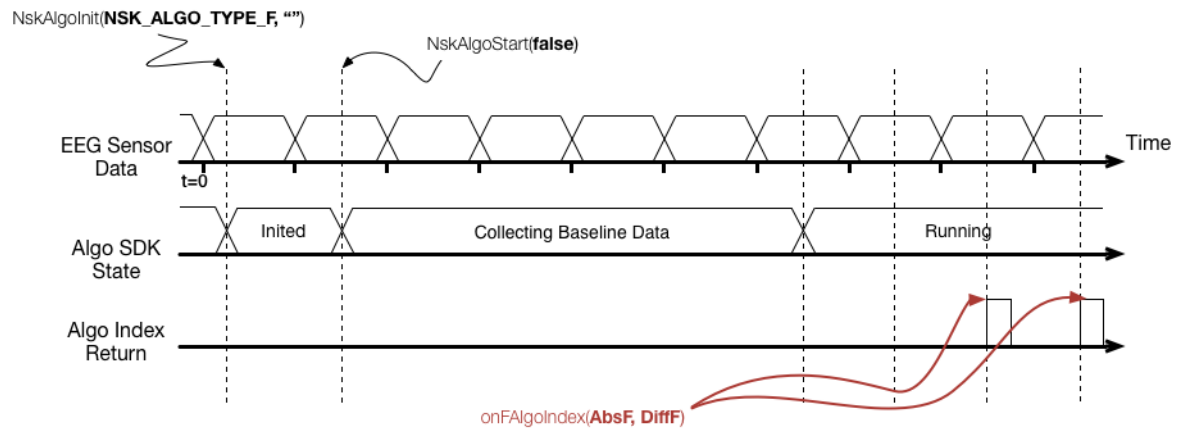 NskAlgoInit(NSK_ALGO_TYPE_F, “”)
NskAlgoStart(false)
EEG Sensor
Data
Time
t=0
Algo SDK
State
Inited
Collecting Baseline Data
Running
Algo Index
Return
onFAlgoIndex(AbsF, DiffF)